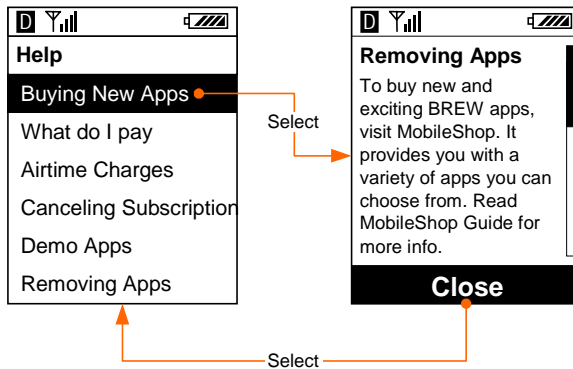 D
Help
Buying New Apps
What do I pay
Airtime Charges
Canceling Subscription
Demo Apps
Removing Apps
Select
D
Removing Apps
To buy new and
exciting BREW apps,
visit MobileShop. It
provides you with a
variety of apps you can
choose from. Read
MobileShop Guide for
more info.
Close
Select